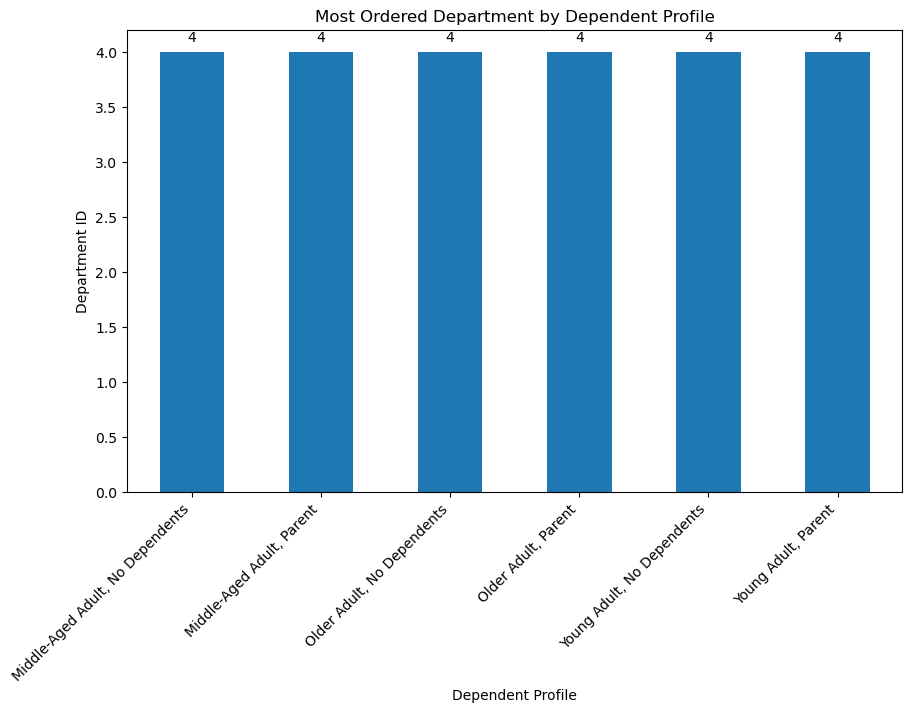 Most Ordered Department by Dependent Profile
4 4 4 4 4 4
4.0
3.5
3.0
2.5
2.0
1.5
1.0
0.5
0.0
Department ID
Middle-Aged Adult, No Dependents
Middle-Aged Adult, Parent
Older Adult, No Dependents
Older Adult, Parent
Young Adult, No Dependents
Young Adult, Parent
Dependent Profile